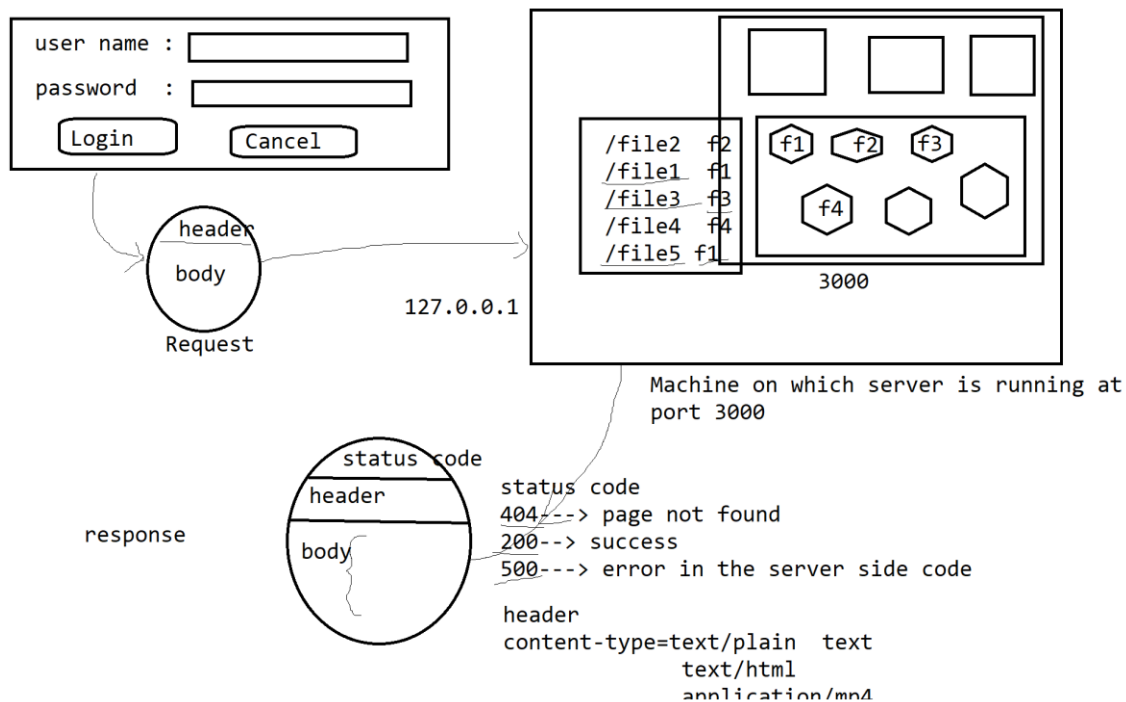 user name :
password  :
Login
Cancel
header
body
Request
127.0.0.1
/file2  f2
/file1  f1
/file3  f3
/file4  f4
/file5 f1
f1
f2
f3
f4
3000
Machine on which server is running at
port 3000
response
status code
header
body
status code
404---> page not found
200--> success
500---> error in the server side code
header
content-type=text/plain  text
text/html
application/mp4